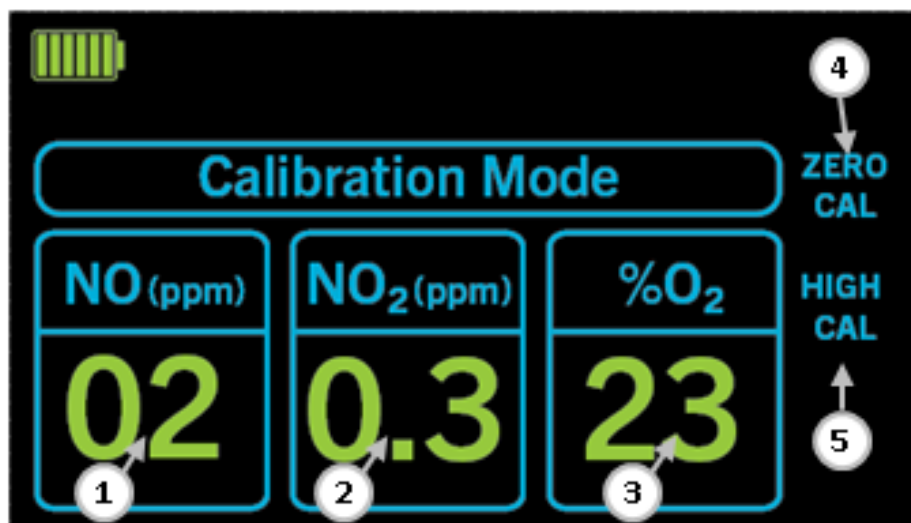 4
Calibration Mode
ZERO
CAL
NO (ppm)
NO₂ (ppm)
%O₂
HIGH
CAL
02
0.3
23
1
2
3
5